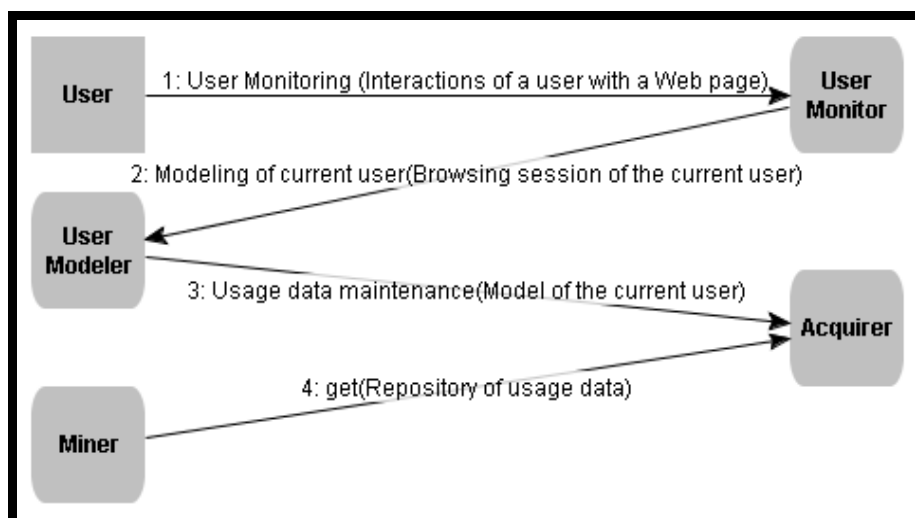 User
1: User Monitoring (Interactions of a user with a Web page)
User
Monitor
2: Modeling of current user(Browsing session of the current user)
User
Modeler
3: Usage data maintenance(Model of the current user)
Acquirer
4: get(Repository of usage data)
Miner